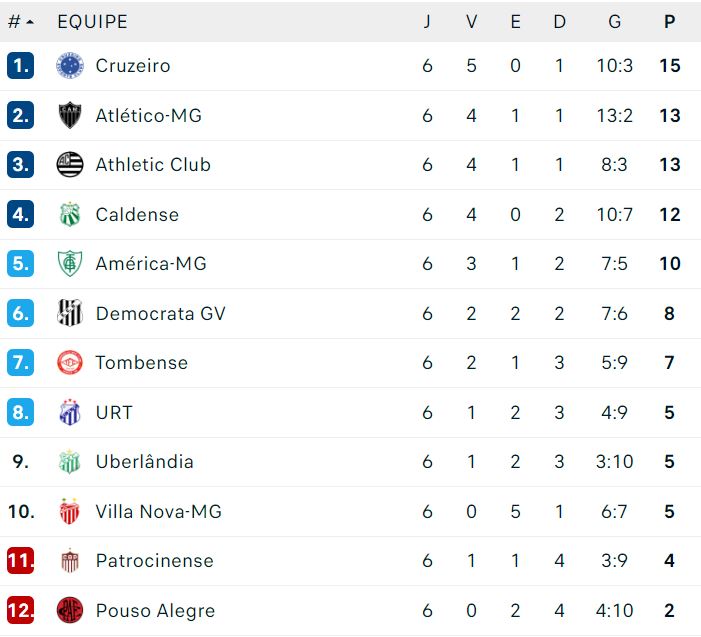 # EQUIPE J V E D G P
1. Cruzeiro 6 5 0 1 10:3 15
2. Atlético-MG 6 4 1 1 13:2 13
3. Athletic Club 6 4 1 1 8:3 13
4. Caldense 6 4 0 2 10:7 12
5. América-MG 6 3 1 2 7:5 10
6. Democrata GV 6 2 2 2 7:6 8
7. Tombense 6 2 1 3 5:9 7
8. URT 6 1 2 3 4:9 5
9. Uberlândia 6 1 2 3 3:10 5
10. Villa Nova-MG 6 0 5 1 6:7 5
11. Patrocinense 6 1 1 4 3:9 4
12. Pouso Alegre 6 0 2 4 4:10 2